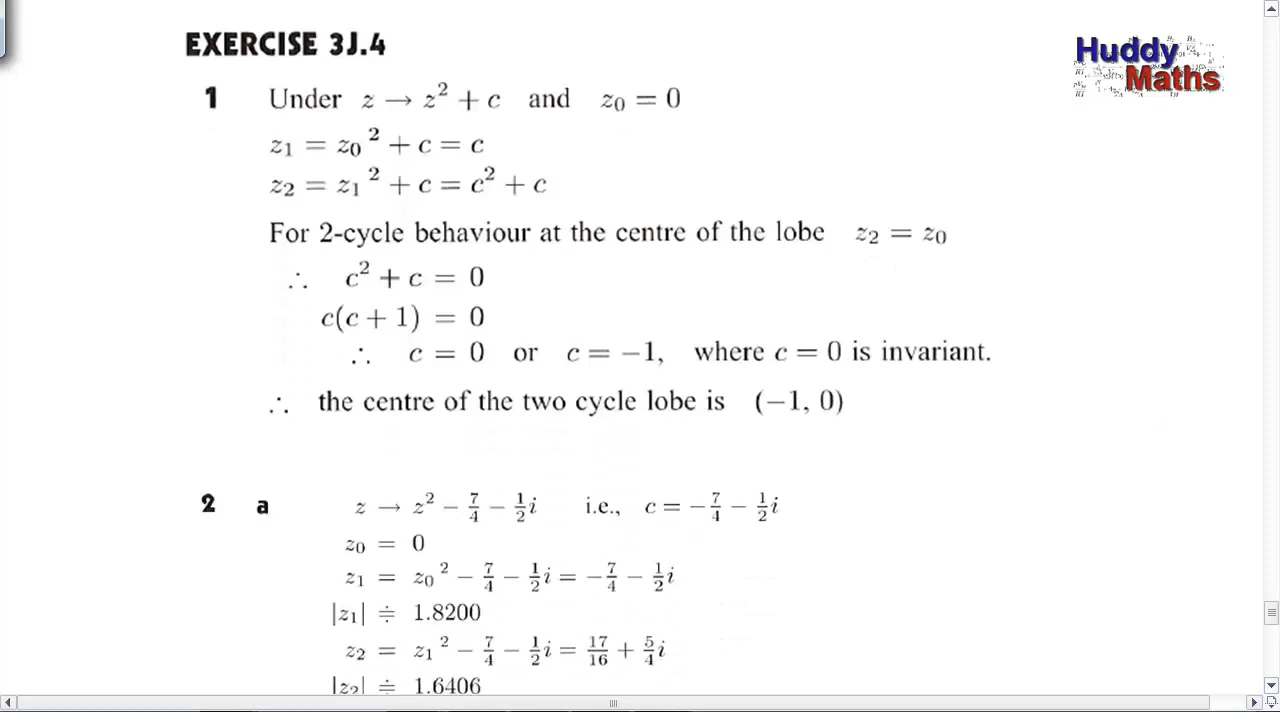 EXERCISE 3J.4
Huddy
Maths
1 Under z → z² + c and z₀ = 0
z₁ = z₀² + c = c
z₂ = z₁² + c = c² + c
For 2-cycle behaviour at the centre of the lobe z₂ = z₀
∴ c² + c = 0
c(c + 1) = 0
∴ c = 0 or c = −1, where c = 0 is invariant.
∴ the centre of the two cycle lobe is (−1, 0)
2 a z → z² − 7/4 − 1/2 i i.e., c = −7/4 − 1/2 i
z₀ = 0
z₁ = z₀² − 7/4 − 1/2 i = −7/4 − 1/2 i
|z₁| ≑ 1.8200
z₂ = z₁² − 7/4 − 1/2 i = 17/16 + 5/4 i
|z₂| ≑ 1.6406